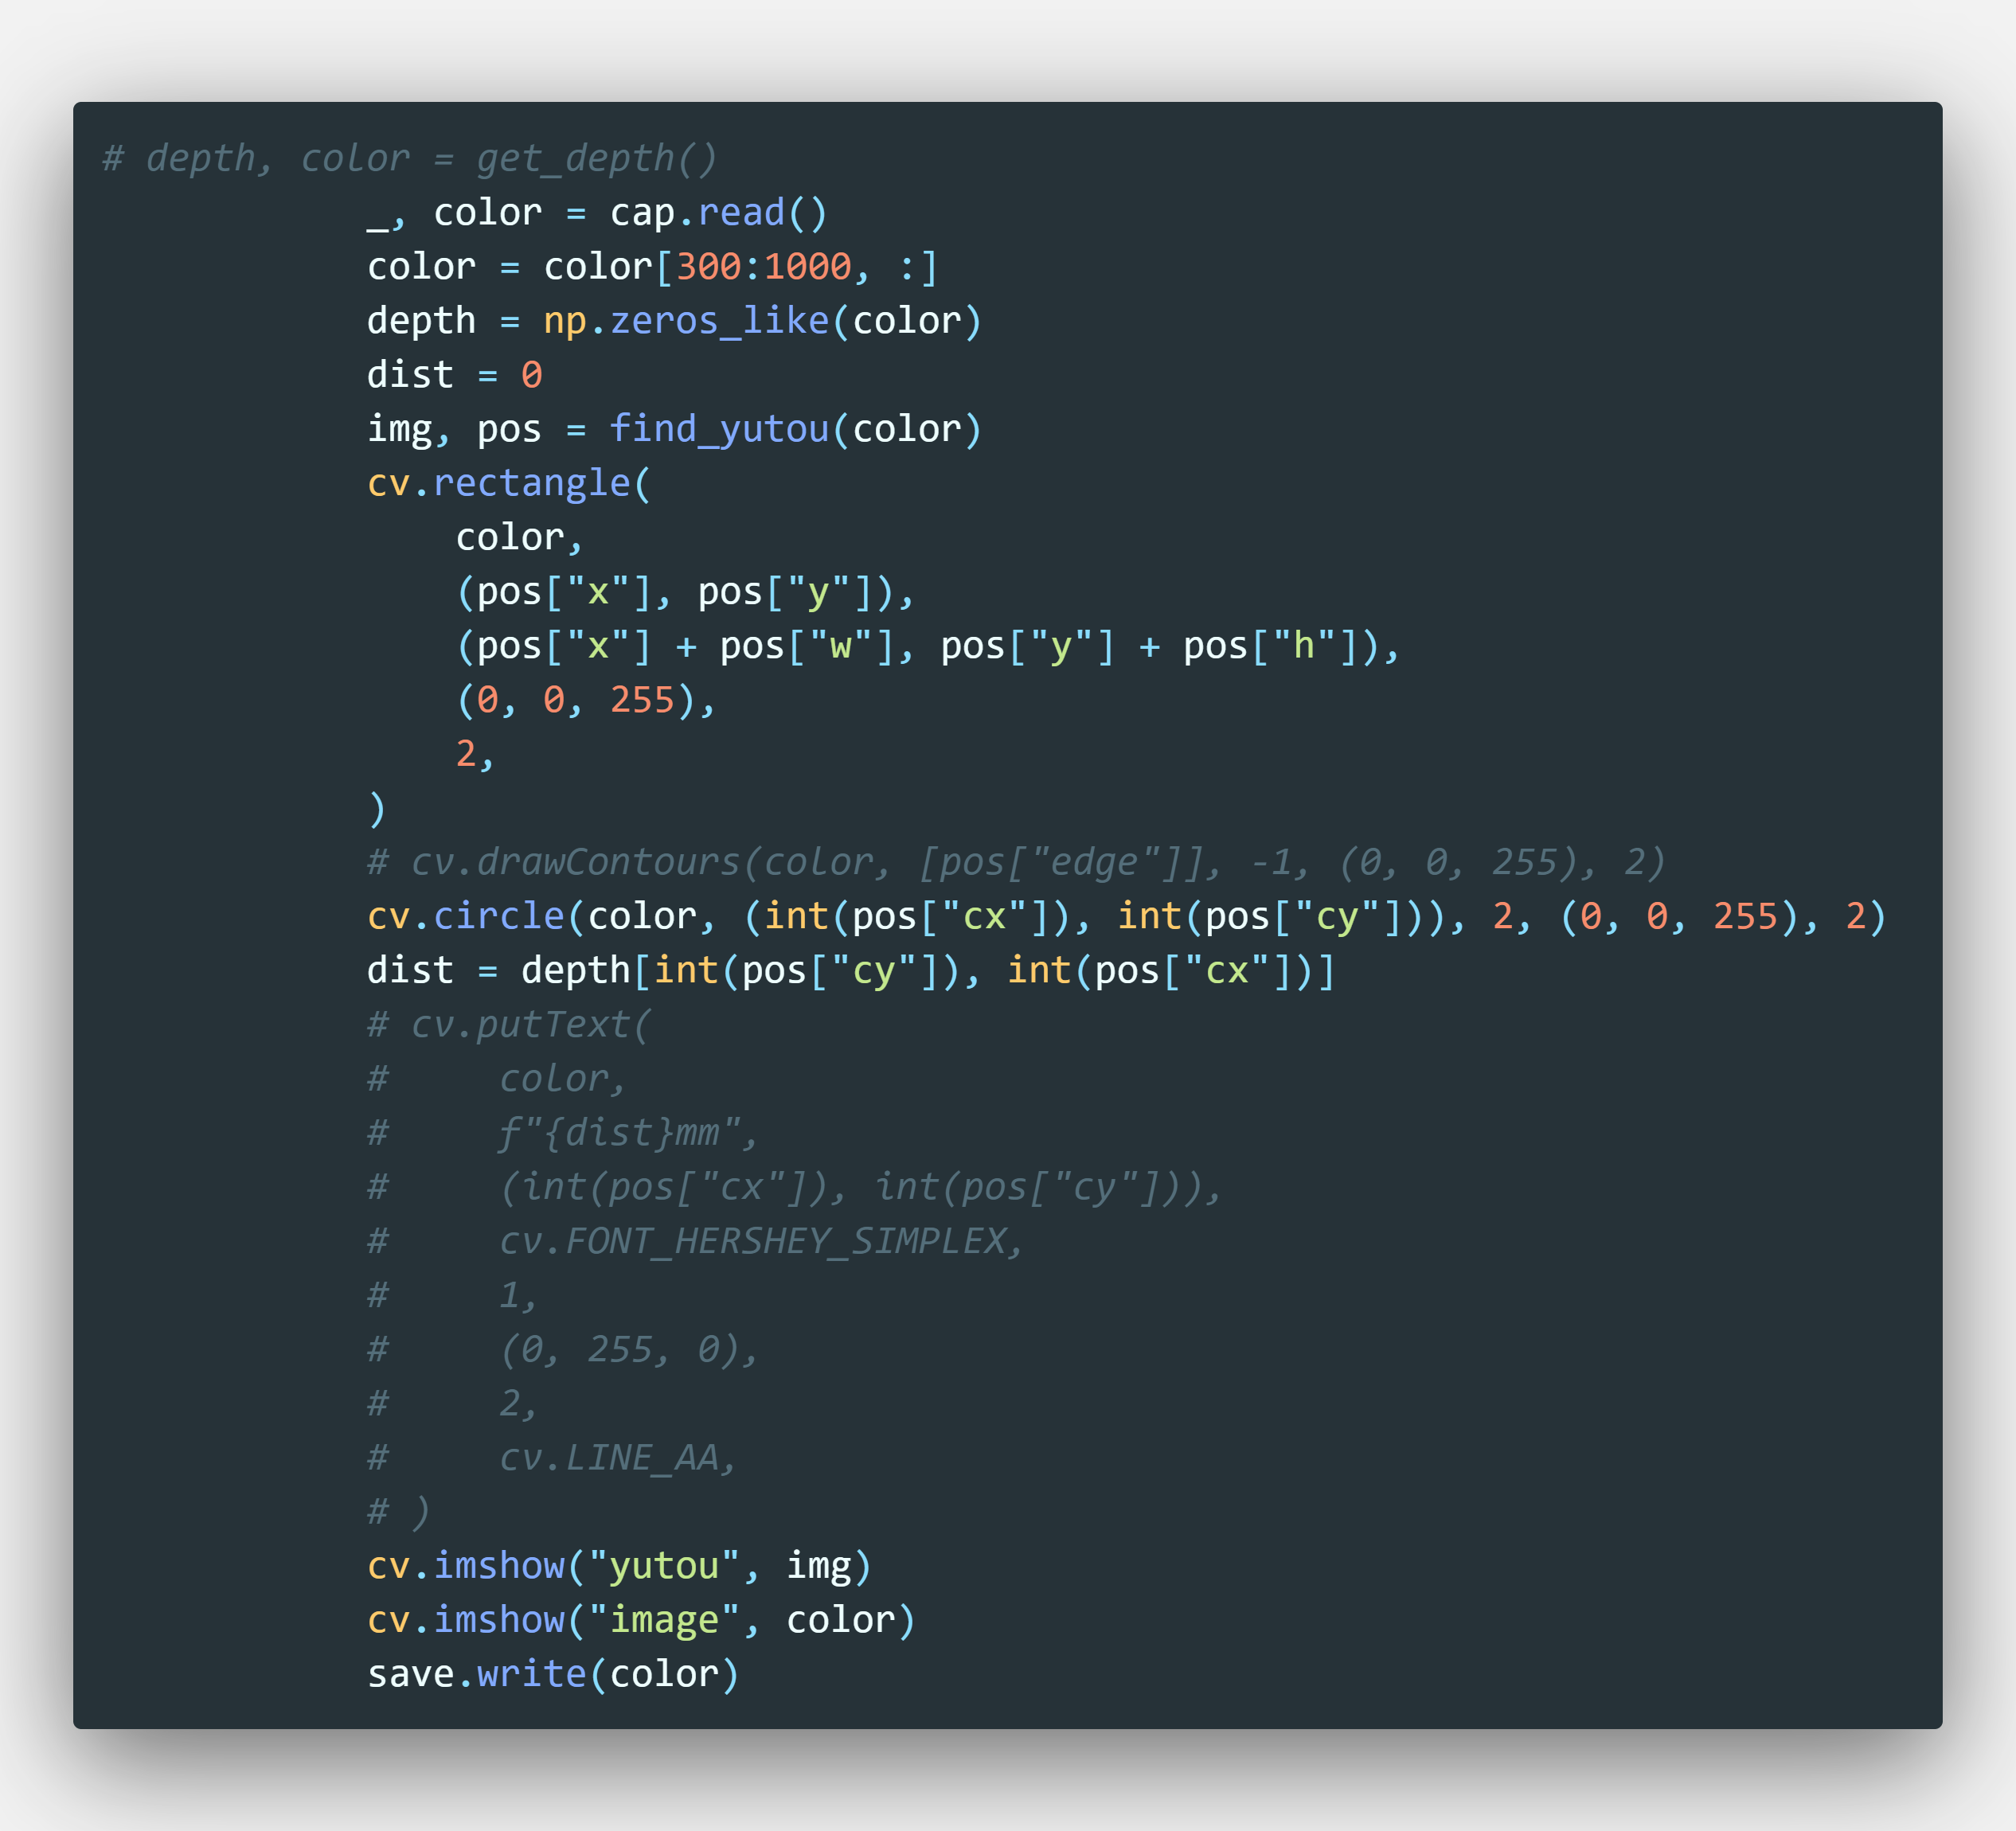 # depth, color = get_depth()
            _, color = cap.read()
            color = color[300:1000, :]
            depth = np.zeros_like(color)
            dist = 0
            img, pos = find_yutou(color)
            cv.rectangle(
                color,
                (pos["x"], pos["y"]),
                (pos["x"] + pos["w"], pos["y"] + pos["h"]),
                (0, 0, 255),
                2,
            )
            # cv.drawContours(color, [pos["edge"]], -1, (0, 0, 255), 2)
            cv.circle(color, (int(pos["cx"]), int(pos["cy"])), 2, (0, 0, 255), 2)
            dist = depth[int(pos["cy"]), int(pos["cx"])]
            # cv.putText(
            #     color,
            #     f"{dist}mm",
            #     (int(pos["cx"]), int(pos["cy"])),
            #     cv.FONT_HERSHEY_SIMPLEX,
            #     1,
            #     (0, 255, 0),
            #     2,
            #     cv.LINE_AA,
            # )
            cv.imshow("yutou", img)
            cv.imshow("image", color)
            save.write(color)